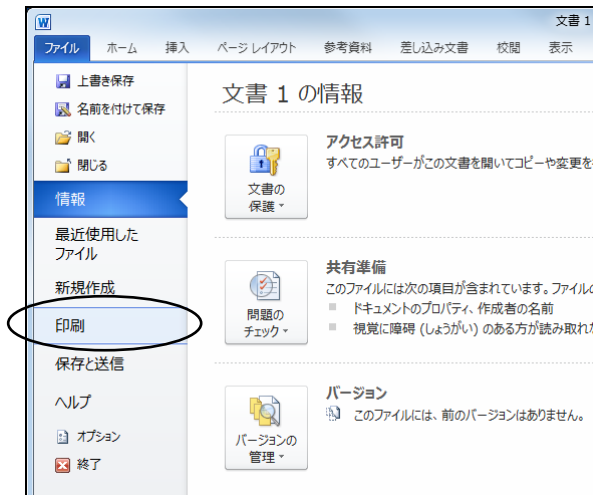 文書 1
ファイル ホーム 挿入 ページ レイアウト 参考資料 差し込み文書 校閲 表示
上書き保存
名前を付けて保存
開く
閉じる
情報
最近使用した
ファイル
新規作成
印刷
保存と送信
ヘルプ
オプション
終了
文書 1 の情報
文書の
保護
アクセス許可
すべてのユーザーがこの文書を開いてコピーや変更を
問題の
チェック
共有準備
このファイルには次の項目が含まれています。ファイルの
ドキュメントのプロパティ、作成者の名前
視覚に障碍 (しょうがい) のある方が読み取れ
バージョンの
管理
バージョン
このファイルには、前のバージョンはありません。